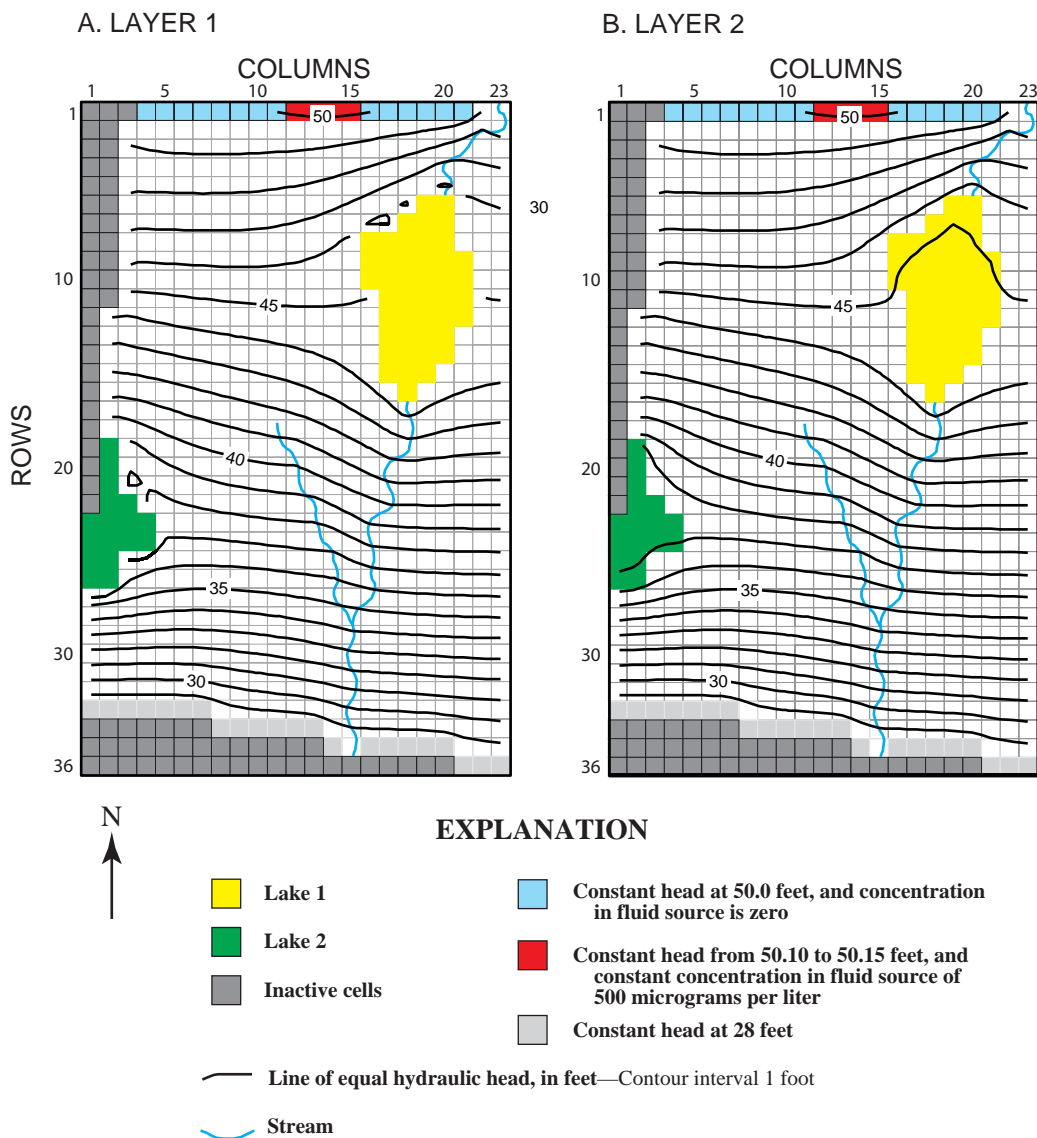 A. LAYER 1
B. LAYER 2
COLUMNS
COLUMNS
1 5 10 15 20 23
1 5 10 15 20 23
1
50
50
30
10
10
45
45
ROWS
40
40
20
20
35
35
30
30
30
30
36
36
N
EXPLANATION
Lake 1
Lake 2
Inactive cells
Constant head at 50.0 feet, and concentration
in fluid source is zero
Constant head from 50.10 to 50.15 feet, and
constant concentration in fluid source of
500 micrograms per liter
Constant head at 28 feet
Line of equal hydraulic head, in feet—Contour interval 1 foot
Stream